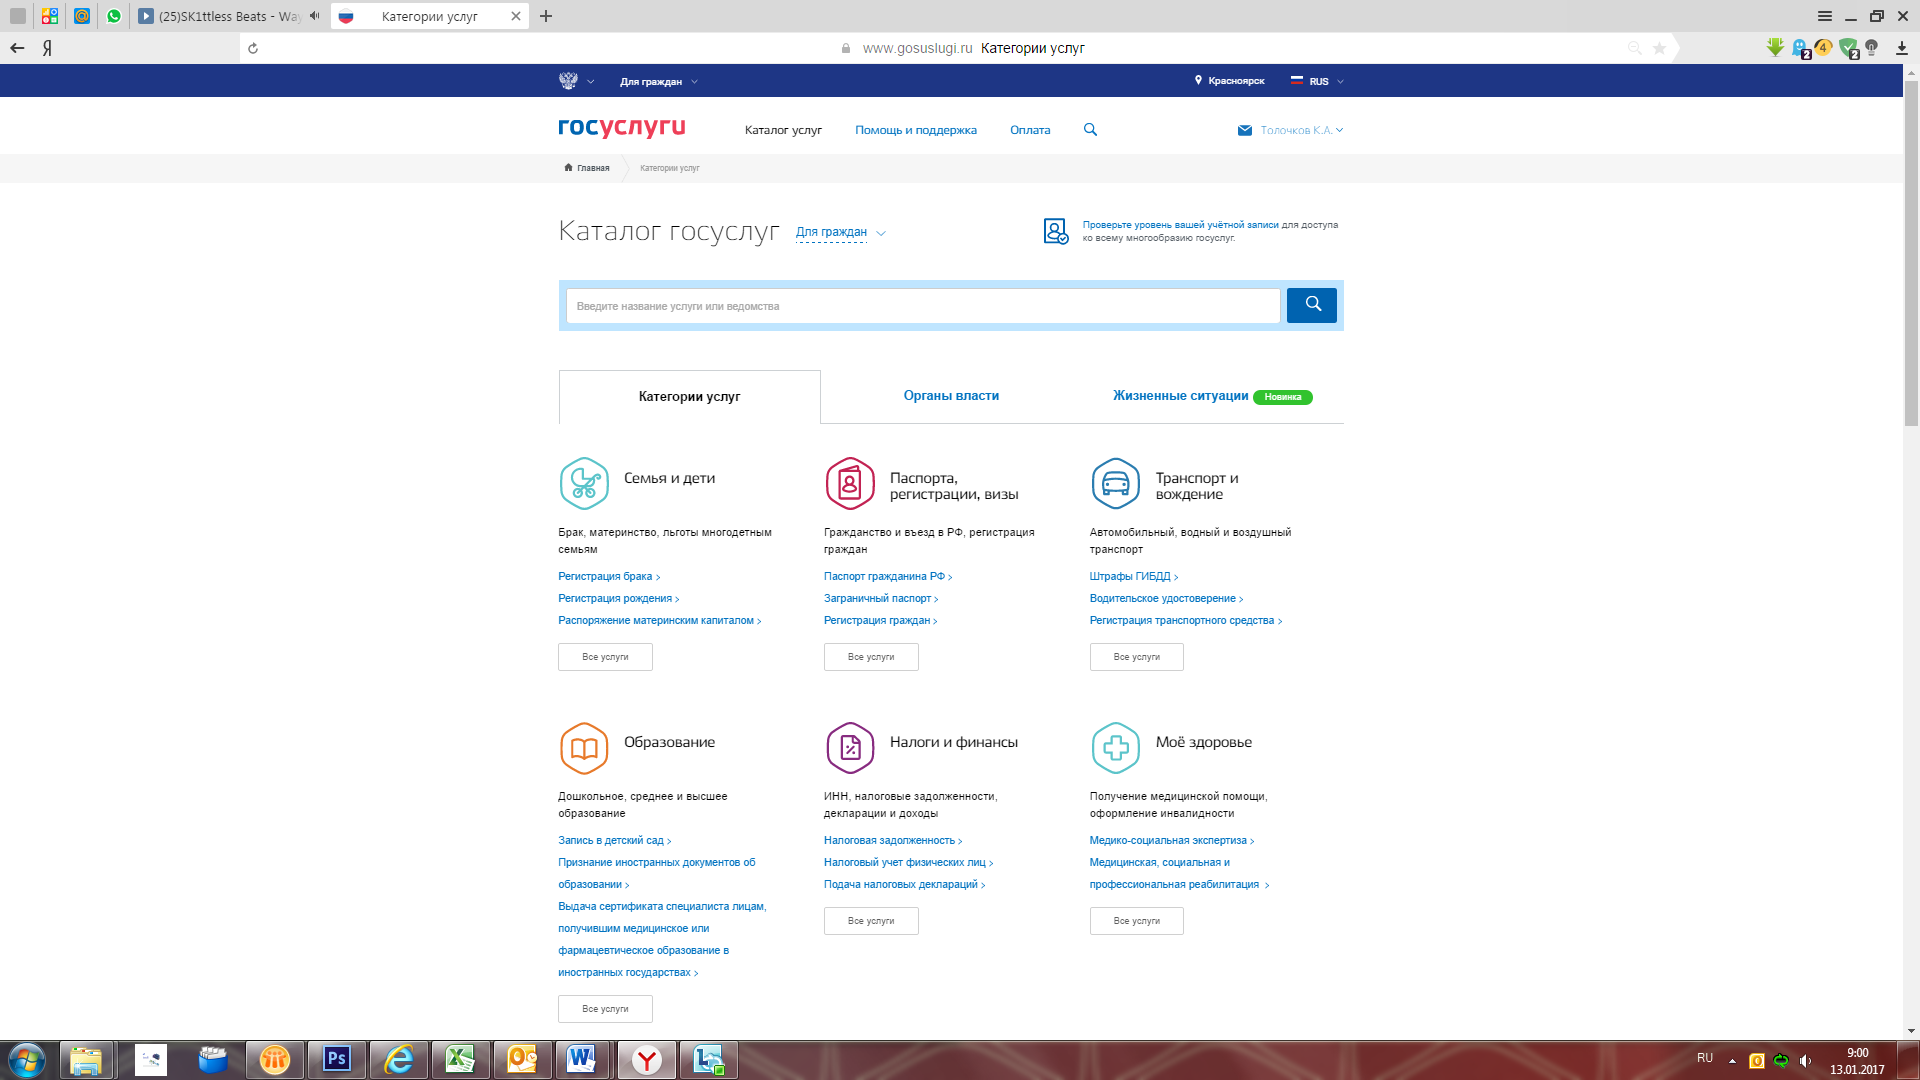 (25)SK1ttless Beats - Way
Категории услуг
Я
www.gosuslugi.ru Категории услуг
2
4
2
0
Для граждан
Красноярск
RUS
госуслуги
Каталог услуг
Помощь и поддержка
Оплата
Толочков К.А.
Главная
Категории услуг
Каталог госуслуг
Для граждан
Проверьте уровень вашей учётной записи для доступа
ко всему многообразию госуслуг.
Введите название услуги или ведомства
Категории услуг
Органы власти
Жизненные ситуации
Новинка
Семья и дети
Брак, материнство, льготы многодетным
семьям
Регистрация брака
Регистрация рождения
Распоряжение материнским капиталом
Все услуги
Паспорта,
регистрации, визы
Гражданство и въезд в РФ, регистрация
граждан
Паспорт гражданина РФ
Заграничный паспорт
Регистрация граждан
Все услуги
Транспорт и
вождение
Автомобильный, водный и воздушный
транспорт
Штрафы ГИБДД
Водительское удостоверение
Регистрация транспортного средства
Все услуги
Образование
Дошкольное, среднее и высшее
образование
Запись в детский сад
Признание иностранных документов об
образовании
Выдача сертификата специалиста лицам,
получившим медицинское или
фармацевтическое образование в
иностранных государствах
Все услуги
Налоги и финансы
ИНН, налоговые задолженности,
декларации и доходы
Налоговая задолженность
Налоговый учет физических лиц
Подача налоговых деклараций
Все услуги
Моё здоровье
Получение медицинской помощи,
оформление инвалидности
Медико-социальная экспертиза
Медицинская, социальная и
профессиональная реабилитация
Все услуги
Ps
RU
9:00
13.01.2017